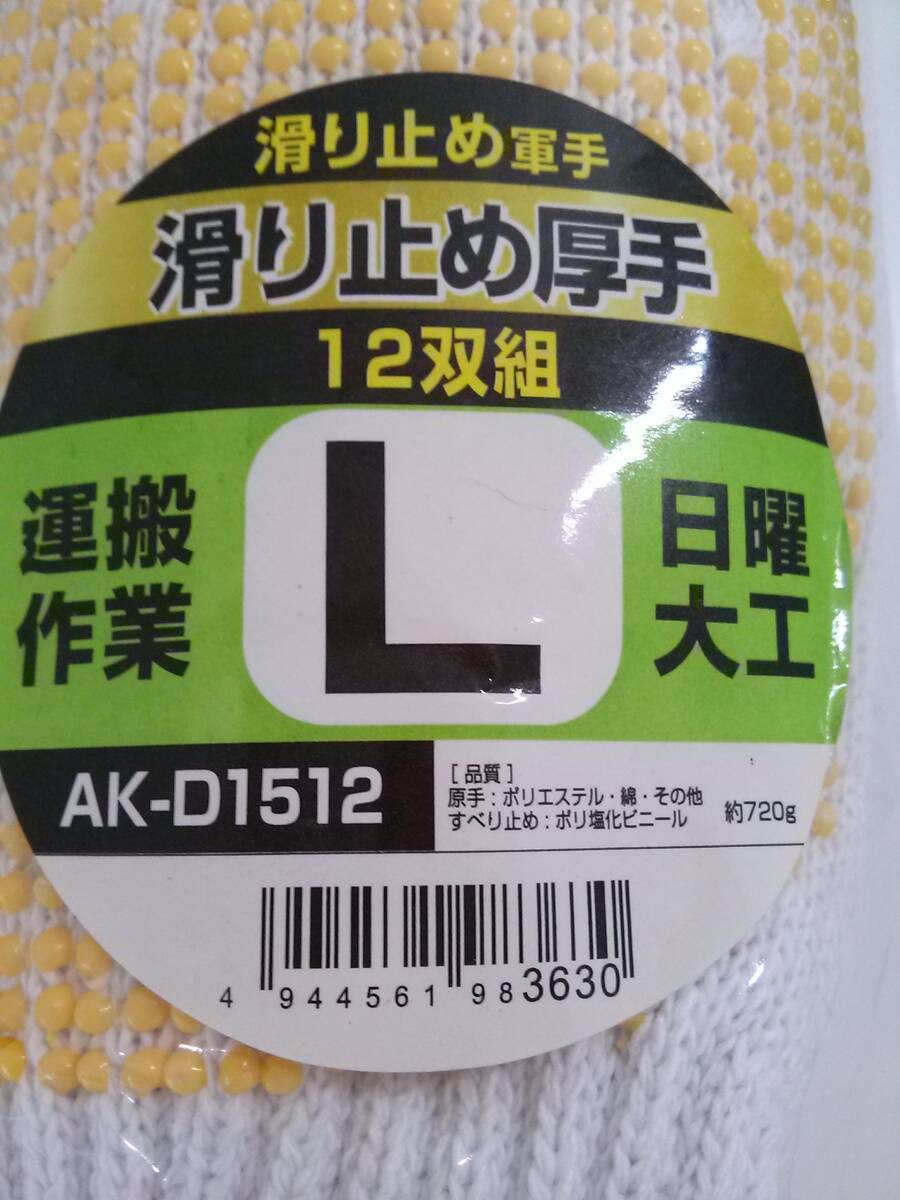 滑り止め軍手
滑り止め厚手
12双組
運搬
作業
L
日曜
大工
AK-D1512
[品質]
原手:ポリエステル・綿・その他
すべり止め:ポリ塩化ビニール
約720g
4 944561 983630